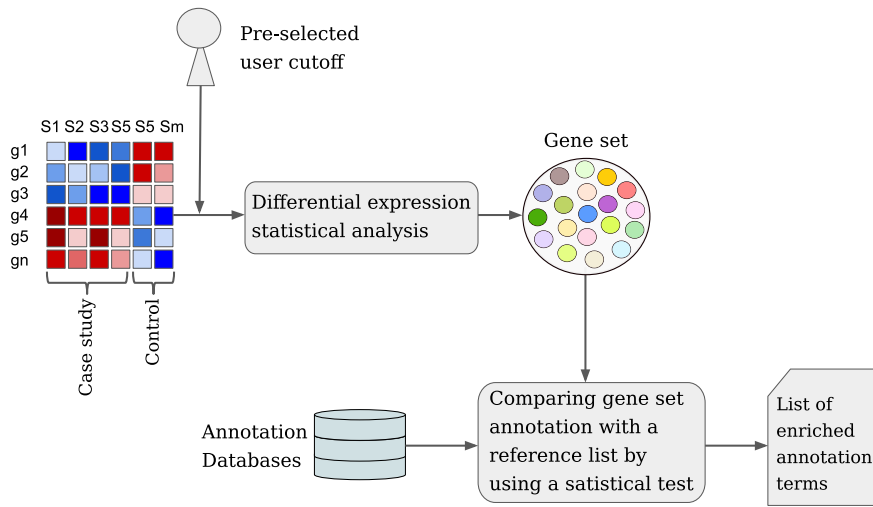 Pre-selected
user cutoff
S1 S2 S3 S5 S5 Sm
g1
g2
g3
g4
g5
gn
Case study
Control
Differential expression
statistical analysis
Gene set
Annotation
Databases
Comparing gene set
annotation with a
reference list by
using a satistical test
List of
enriched
annotation
terms